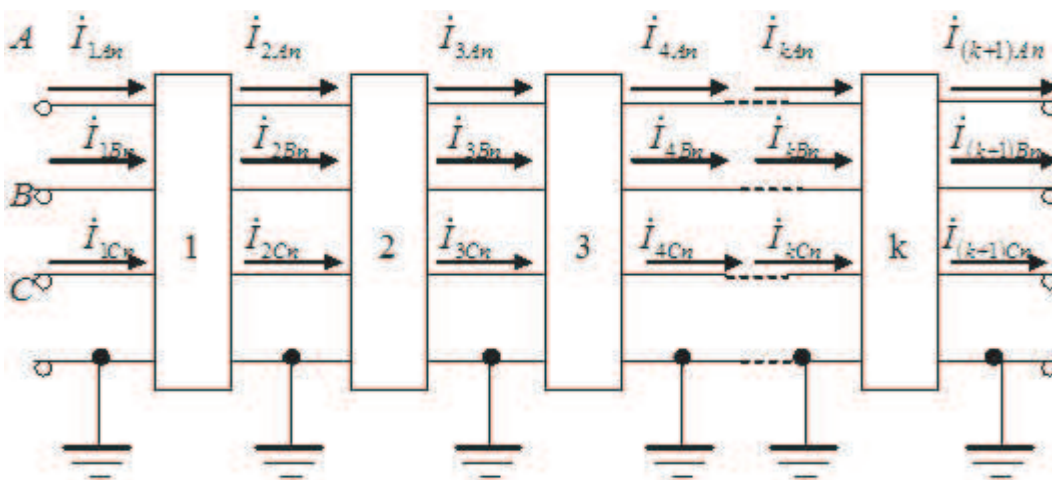 A İ₁An İ₂An İ₃An İ₄An İkAn İ(k+1)An
İ₁Bn İ₂Bn İ₃Bn İ₄Bn İkBn İ(k+1)Bn
B
İ₁Cn İ₂Cn İ₃Cn İ₄Cn İkCn İ(k+1)Cn
1 2 3 k
C